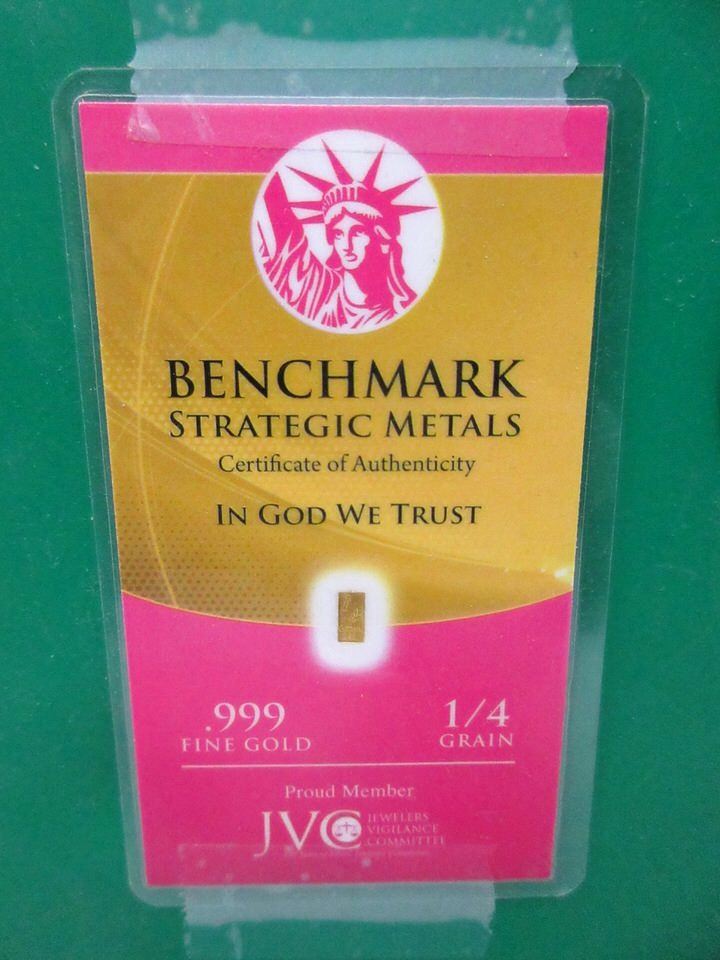 BENCHMARK
STRATEGIC METALS
Certificate of Authenticity
IN GOD WE TRUST
.999
FINE GOLD
1/4
GRAIN
Proud Member
JVC
JEWELERS
VIGILANCE
COMMITTEE